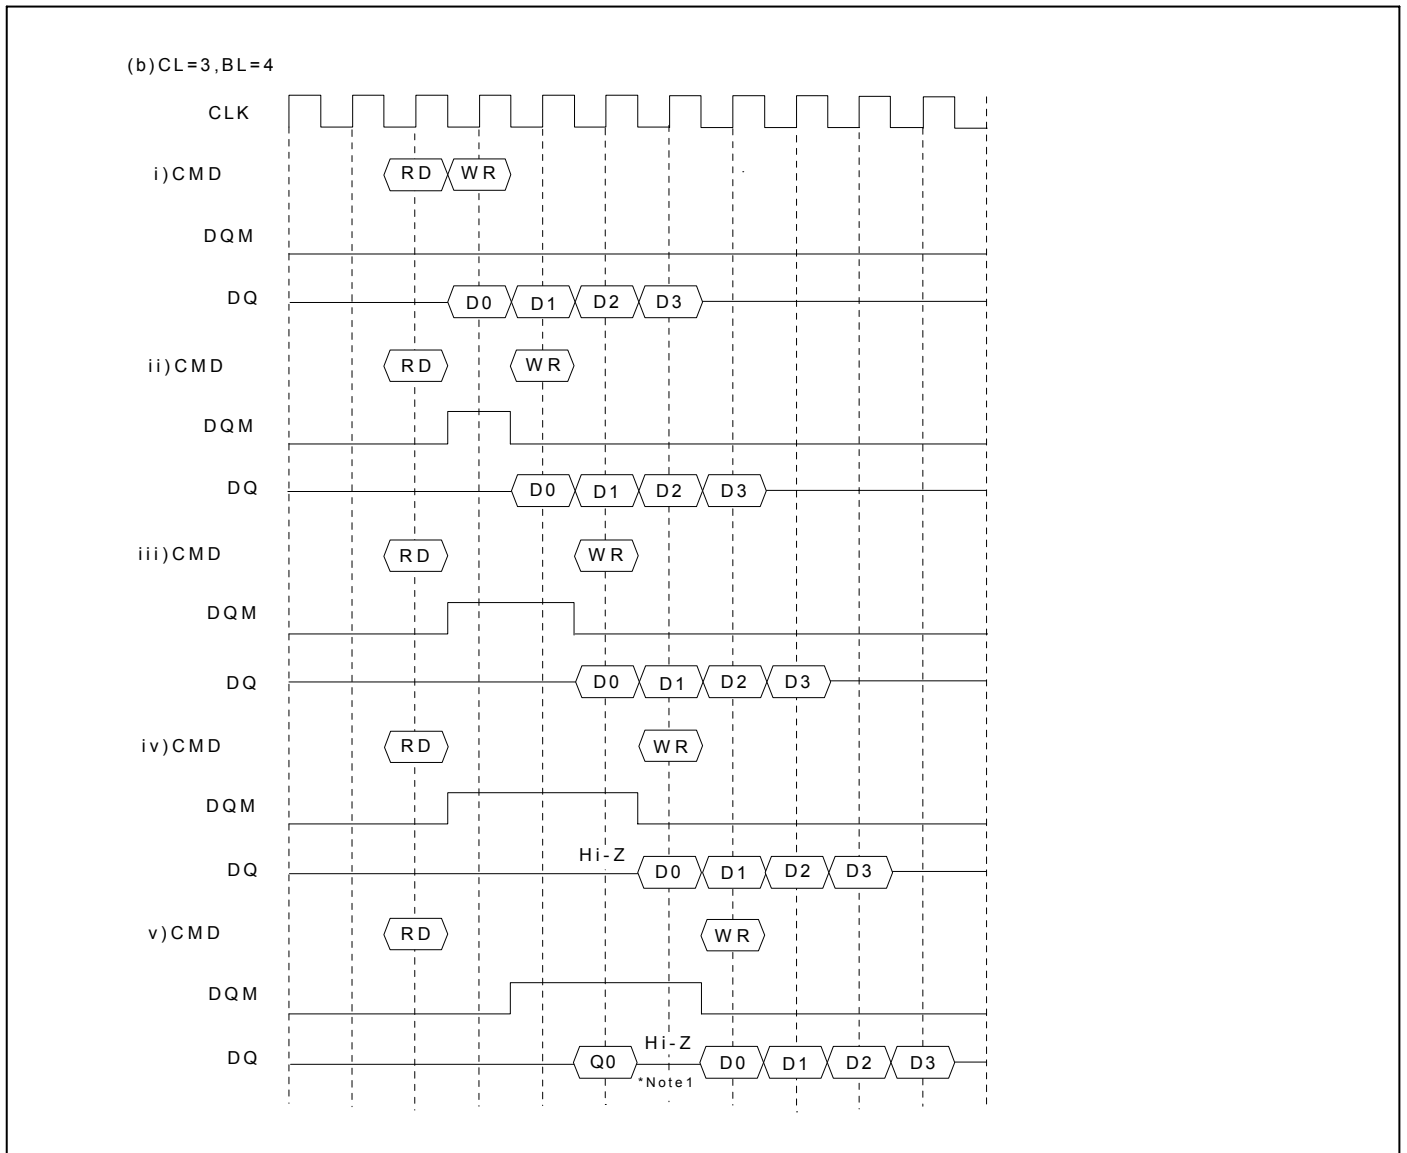 (b)CL=3,BL=4
CLK
i)CMD RD WR
DQM
DQ D0 D1 D2 D3
ii)CMD RD WR
DQM
DQ D0 D1 D2 D3
iii)CMD RD WR
DQM
DQ D0 D1 D2 D3
iv)CMD RD WR
DQM
Hi-Z
DQ D0 D1 D2 D3
v)CMD RD WR
DQM
Hi-Z
DQ Q0 D0 D1 D2 D3
*Note1